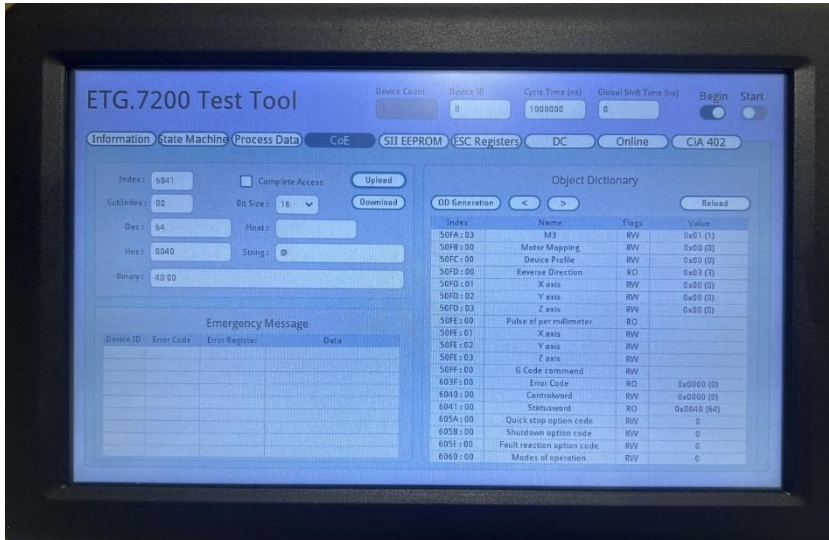 ETG.7200 Test Tool
Device Count Device ID Cycle Time (ns) Global Shift Time (ns) Begin Start
1 0 1000000 0
Information State Machine Process Data CoE SII EEPROM ESC Registers DC Online CiA 402
Index: 6041 Complete Access Upload
SubIndex: 00 Bit Size: 16 Download
Dec: 64 Float:
Hex: 0040 String: @
Binary: 40 00
Emergency Message
Device ID Error Code Error Register Data
Object Dictionary
OD Generation < > Reload
Index Name Flags Value
50FA:03 M3 RW 0x01 (1)
50FB:00 Motor Mapping RW 0x00 (0)
50FC:00 Device Profile RW 0x00 (0)
50FD:00 Reverse Direction RO 0x03 (3)
50FD:01 X axis RW 0x00 (0)
50FD:02 Y axis RW 0x00 (0)
50FD:03 Z axis RW 0x00 (0)
50FE:00 Pulse of per millimeter RO
50FE:01 X axis RW
50FE:02 Y axis RW
50FE:03 Z axis RW
50FF:00 G Code command RW
603F:00 Error Code RO 0x0000 (0)
6040:00 Controlword RW 0x0000 (0)
6041:00 Statusword RO 0x0040 (64)
605A:00 Quick stop option code RW 0
605B:00 Shutdown option code RW 0
605E:00 Fault reaction option code RW 0
6060:00 Modes of operation RW 0